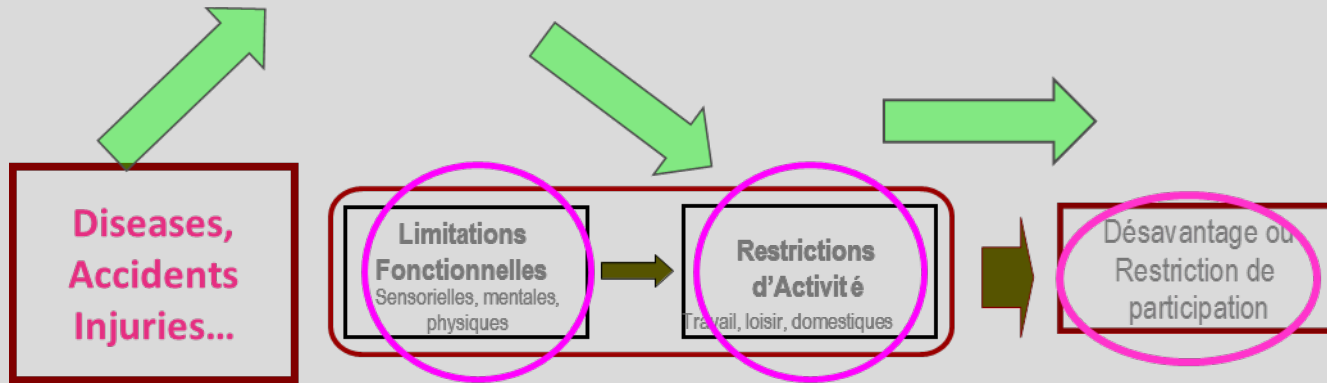 Diseases,
Accidents
Injuries...
Limitations
Fonctionnelles
Sensorielles, mentales,
physiques
Restrictions
d'Activité
Travail, loisir, domestiques
Désavantage ou
Restriction de
participation